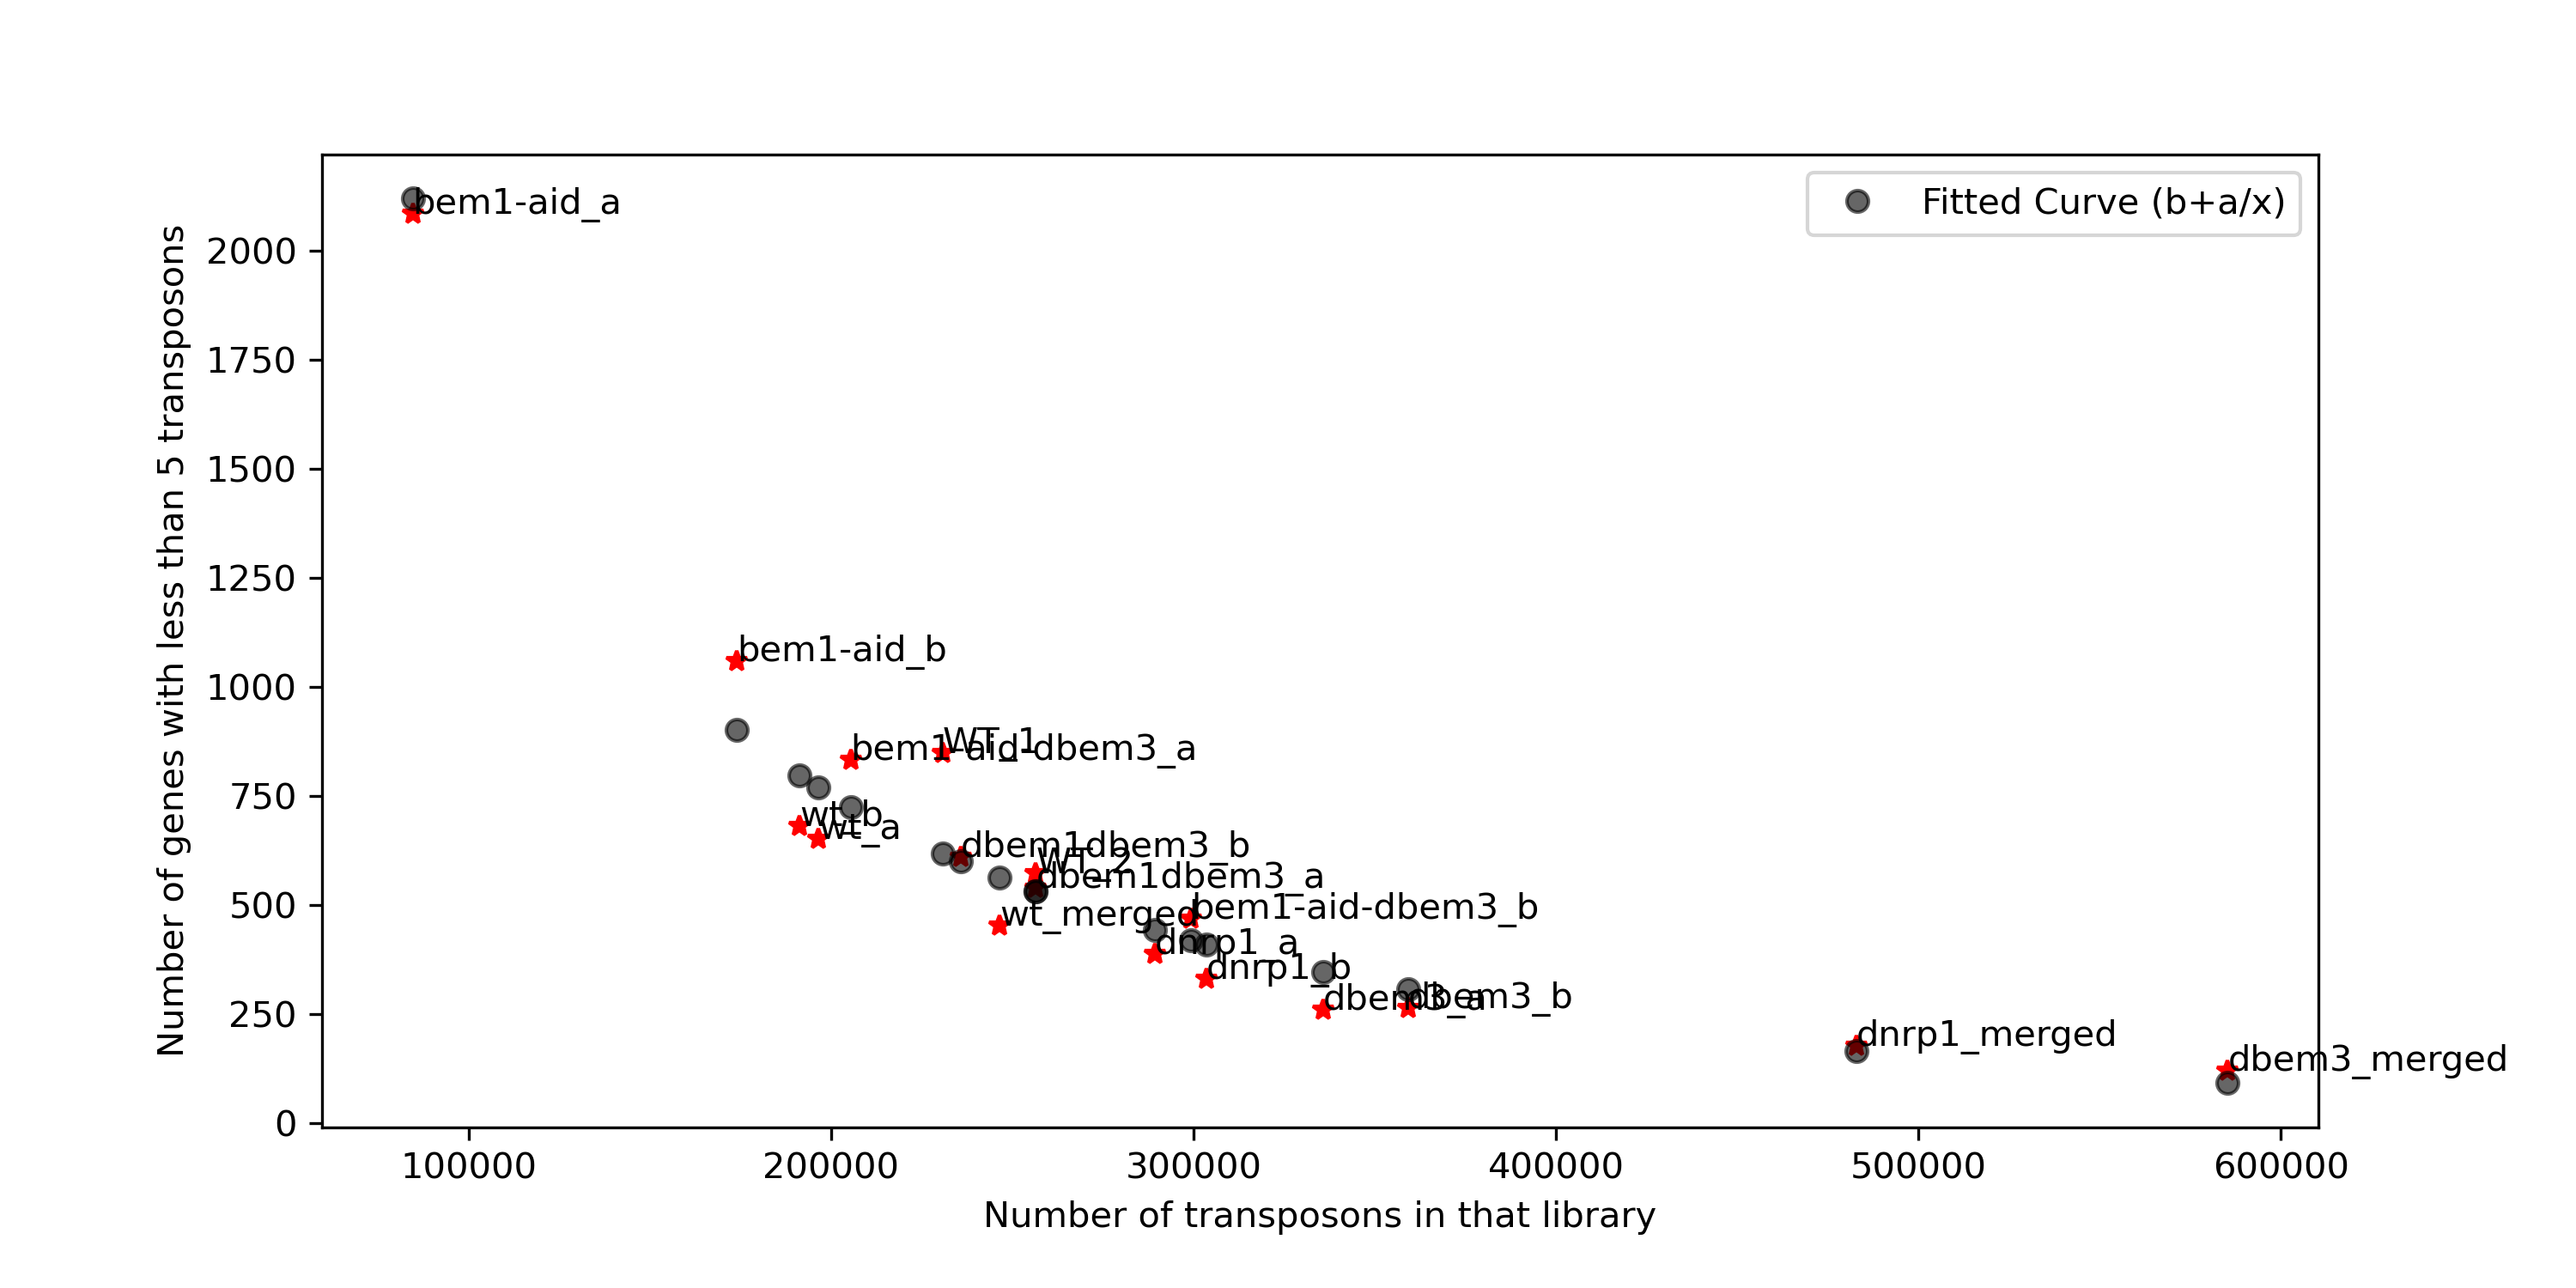 Fitted Curve (b+a/x)
bem1-aid_a
bem1-aid_b
WT_1
bem1-aid-dbem3_a
wt_b
wt_a
dbem1dbem3_b
WT_2
dbem1dbem3_a
bem1-aid-dbem3_b
wt_merged
dnrp1_a
dnrp1_b
dbem3_a
dbem3_b
dnrp1_merged
dbem3_merged
Number of genes with less than 5 transposons
2000
1750
1500
1250
1000
750
500
250
0
100000
200000
300000
400000
500000
600000
Number of transposons in that library